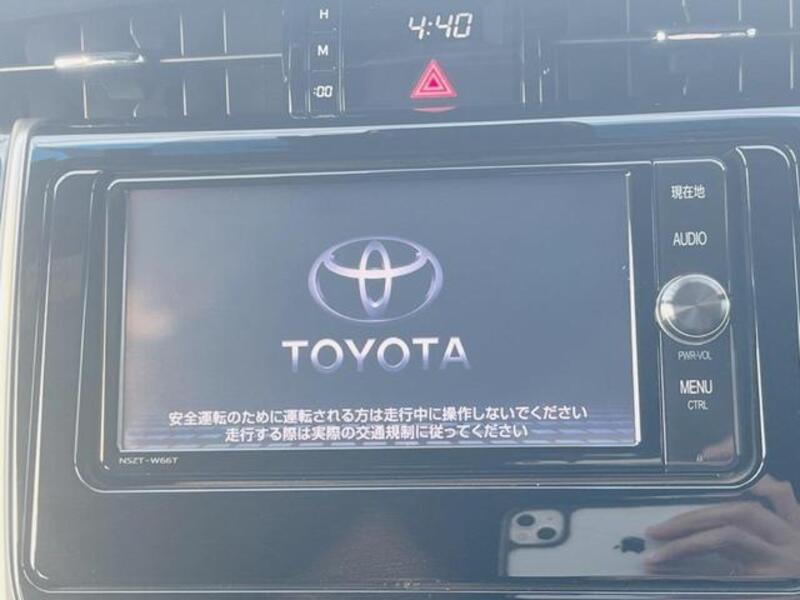 H
4:40
M
:00
現在地
AUDIO
TOYOTA
PWR-VOL
MENU
CTRL
安全運転のために運転される方は走行中に操作しないでください
走行する際は実際の交通規制に従ってください
NSZT-W66T